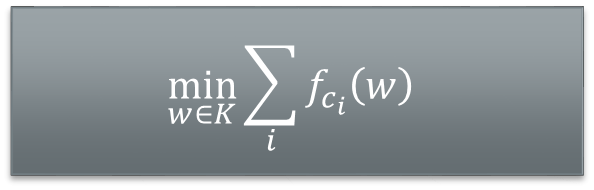 min w∈K ∑ i f_{c_i}(w)